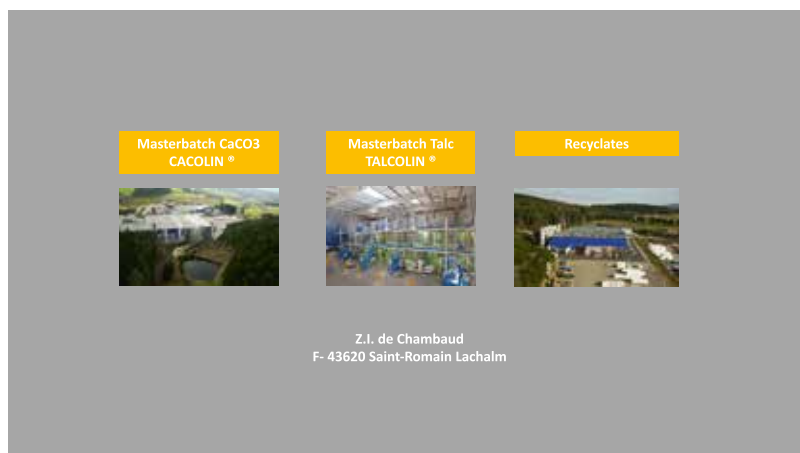 Masterbatch CaCO3
CACOLIN ®
Masterbatch Talc
TALCOLIN ®
Recyclates
Z.I. de Chambaud
F- 43620 Saint-Romain Lachalm